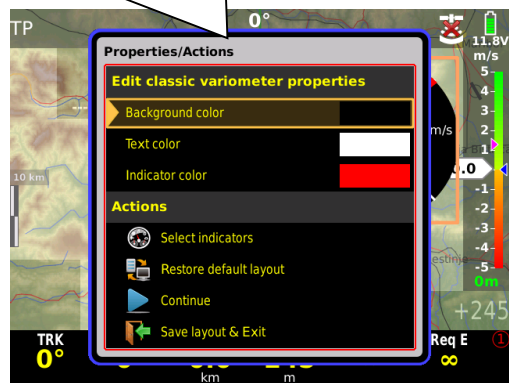 TP
0°
11.8V
m/s
Properties/Actions
Edit classic variometer properties
Background color
Text color
Indicator color
Actions
Select indicators
Restore default layout
Continue
Save layout & Exit
10 km
m/s
.0
5
4
3
2
1
-1
-2
-3
-4
-5
0m
+245
TRK
0°
km
m
Req E
①
∞